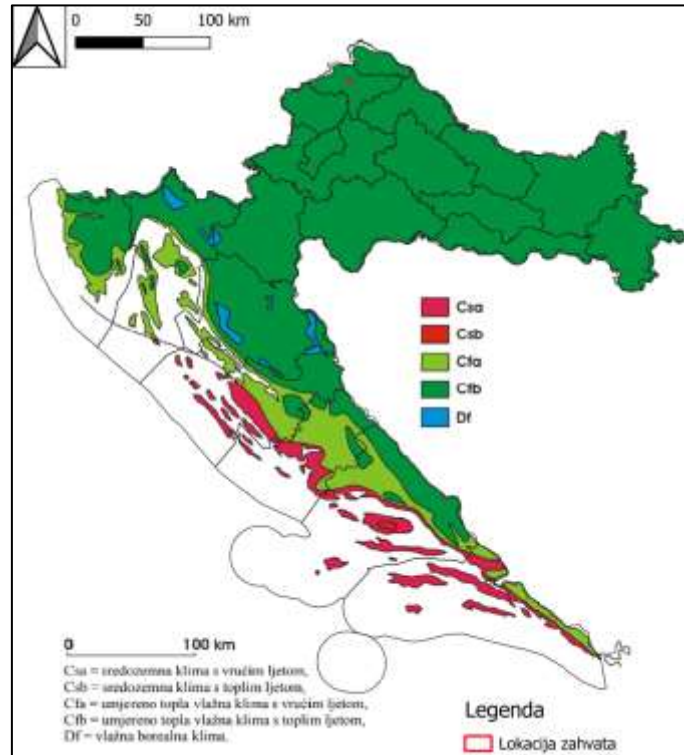 0 50 100 km
Csa
Csb
Cfa
Cfb
Df
0 100 km
Csa = sredozemna klima s vrućim ljetom,
Csb = sredozemna klima s toplim ljetom,
Cfa = umjereno topla vlažna klima s vrućim ljetom,
Cfb = umjereno topla vlažna klima s toplim ljetom,
Df = vlažna borealna klima.
Legenda
Lokacija zahvata